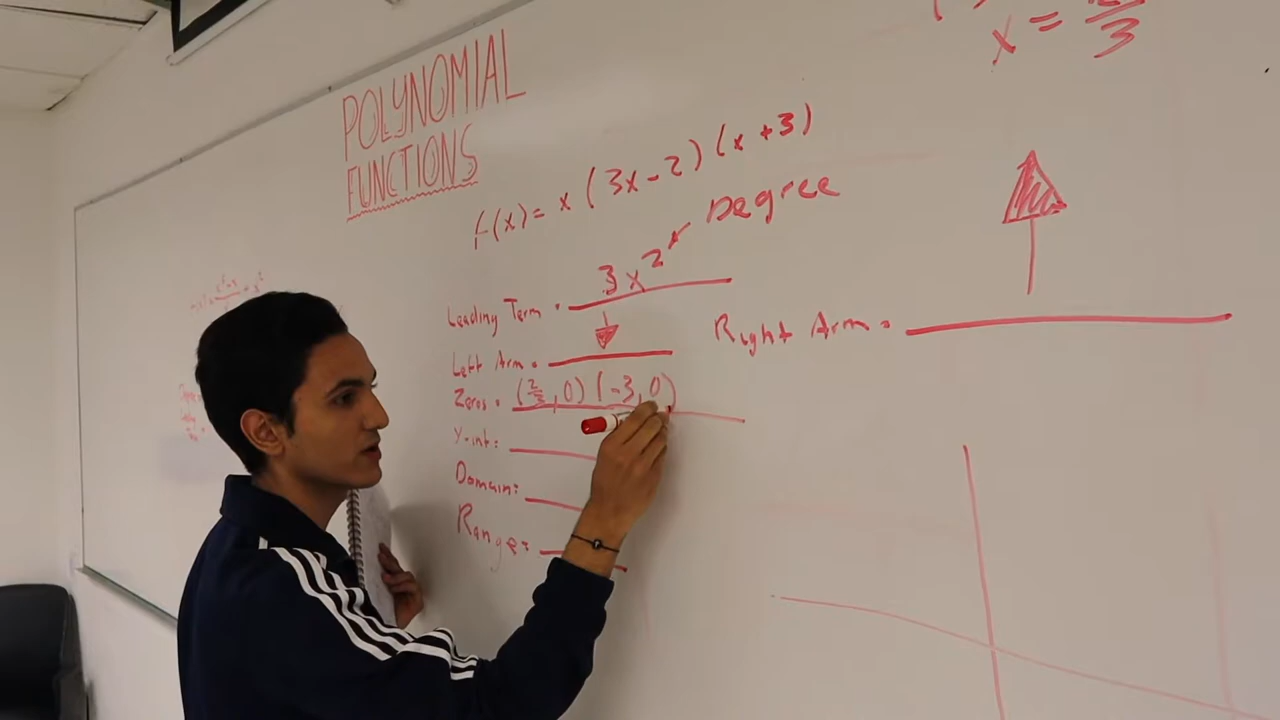 POLYNOMIAL
FUNCTIONS
x = /3
f(x) = x (3x-2) (x+3)
Degree
Leading Term = 3x²
Left Arm =
Right Arm =
Zeros = (2/3, 0) (-3, 0)
Y-int:
Domain:
Range: